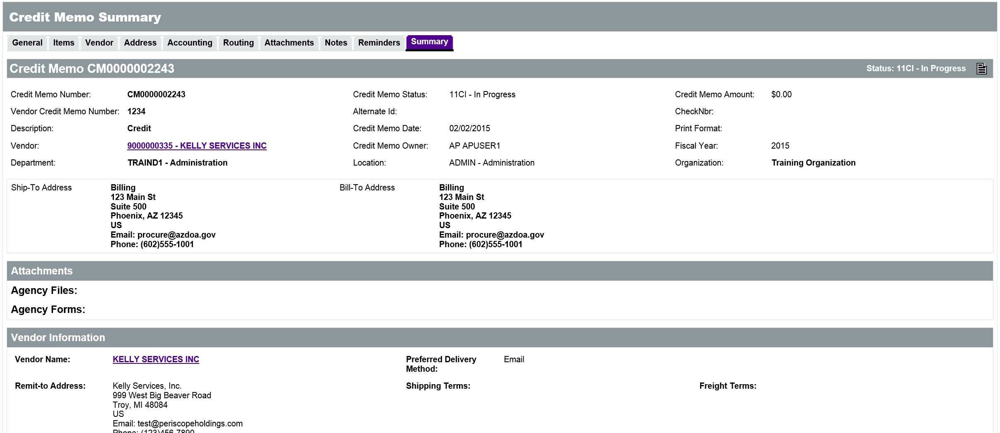 Credit Memo Summary
General Items Vendor Address Accounting Routing Attachments Notes Reminders Summary
Credit Memo CM0000002243 Status: 11CI - In Progress
Credit Memo Number: CM0000002243 Credit Memo Status: 11CI - In Progress Credit Memo Amount: $0.00
Vendor Credit Memo Number: 1234 Alternate Id: CheckNbr:
Description: Credit Credit Memo Date: 02/02/2015 Print Format:
Vendor: 9000000335 - KELLY SERVICES INC Credit Memo Owner: AP APUSER1 Fiscal Year: 2015
Department: TRAIND1 - Administration Location: ADMIN - Administration Organization: Training Organization
Ship-To Address Billing Bill-To Address Billing
123 Main St 123 Main St
Suite 500 Suite 500
Phoenix, AZ 12345 Phoenix, AZ 12345
US US
Email: procure@azdoa.gov Email: procure@azdoa.gov
Phone: (602)555-1001 Phone: (602)555-1001
Attachments
Agency Files:
Agency Forms:
Vendor Information
Vendor Name: KELLY SERVICES INC Preferred Delivery Email
Method:
Remit-to Address: Kelly Services, Inc. Shipping Terms: Freight Terms:
999 West Big Beaver Road
Troy, MI 48084
US
Email: test@periscopeholdings.com
Phone: (123)456-7890